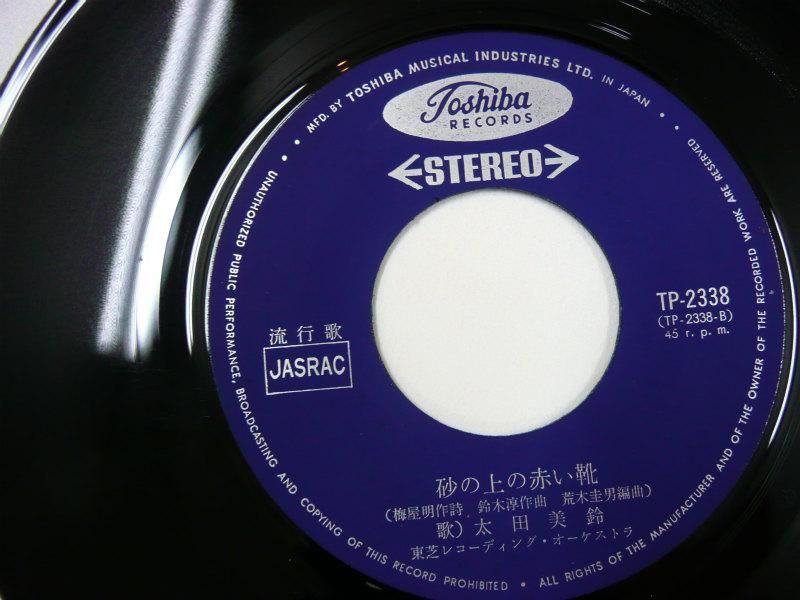 MFD. BY TOSHIBA MUSICAL INDUSTRIES LTD. IN JAPAN
Toshiba
RECORDS
STEREO
TP-2338
(TP-2338-B)
45 r.p.m.
流行歌
JASRAC
砂の上の赤い靴
(梅屋明作詩 鈴木淳作曲 荒木圭男編曲)
歌) 太田美鈴
東芝レコーディング・オーケストラ
UNAUTHORIZED PUBLIC PERFORMANCE, BROADCASTING AND COPYING OF THIS RECORD PROHIBITED • ALL RIGHTS OF THE MANUFACTURER AND OF THE OWNER OF THE RECORDED WORK ARE RESERVED